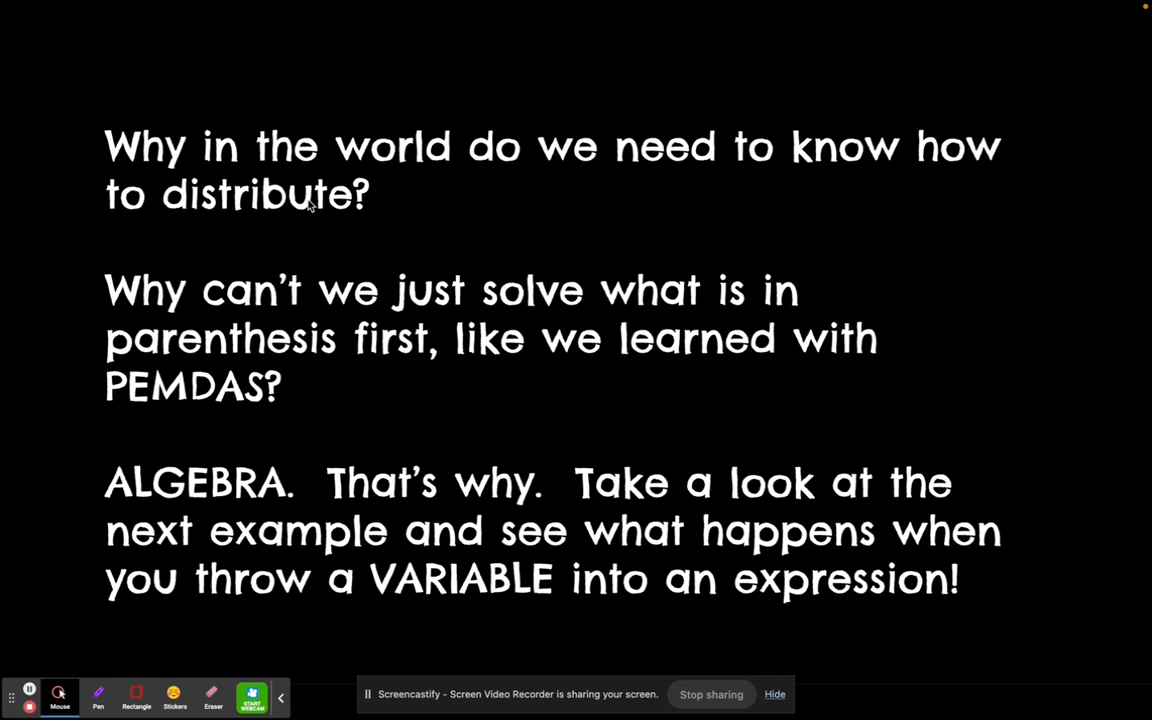 Why in the world do we need to know how
to distribute?
Why can't we just solve what is in
parenthesis first, like we learned with
PEMDAS?
ALGEBRA. That's why. Take a look at the
next example and see what happens when
you throw a VARIABLE into an expression!
Mouse
Pen
Rectangle
Stickers
Eraser
START
WEBCAM
Screencastify - Screen Video Recorder is sharing your screen.
Stop sharing
Hide